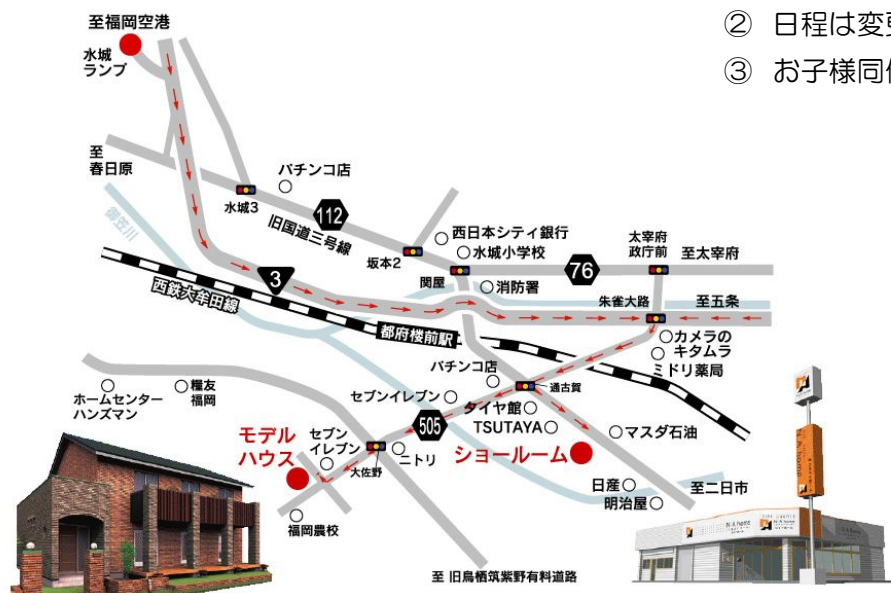 ② 日程は変
③ お子様同
至福岡空港
水城
ランプ
至
春日原
パチンコ店
水城3
112
旧国道三号線
御笠川
西日本シティ銀行
水城小学校
坂本2
関屋
76
太宰府
政庁前
至太宰府
消防署
朱雀大路
至五条
3
西鉄大牟田線
都府楼前駅
カメラの
キタムラ
ミドリ薬局
パチンコ店
通古賀
ホームセンター
ハンズマン
糧友
福岡
セブンイレブン
タイヤ館
TSUTAYA
505
マスダ石油
モデル
ハウス
セブン
イレブン
大佐野
ニトリ
ショールーム
日産
明治屋
至二日市
福岡農校
至 旧鳥栖筑紫野有料道路
N.A home
N.A home
N.A home